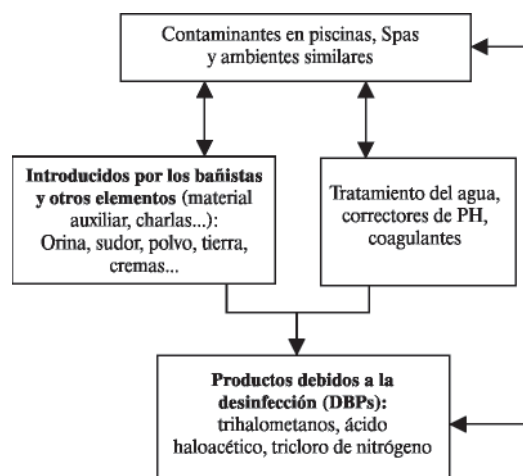 Contaminantes en piscinas, Spas
y ambientes similares
Introducidos por los bañistas
y otros elementos (material
auxiliar, charlas...):
Orina, sudor, polvo, tierra,
cremas...
Tratamiento del agua,
correctores de PH,
coagulantes
Productos debidos a la
desinfección (DBPs):
trihalometanos, ácido
haloacético, tricloro de nitrógeno